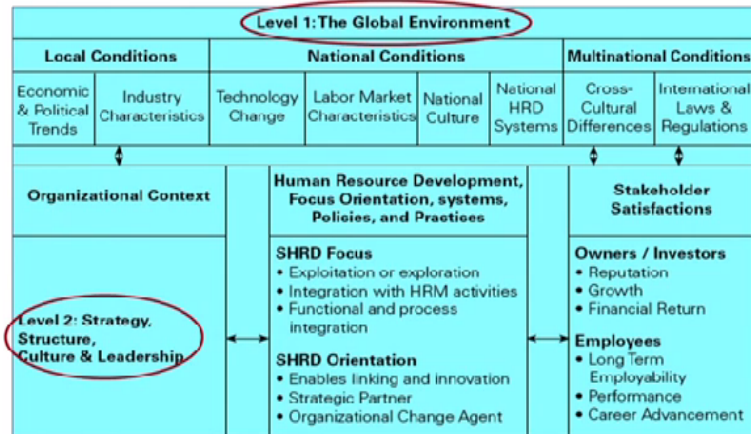 Level 1:The Global Environment
Local Conditions
National Conditions
Multinational Conditions
Economic
& Political
Trends
Industry
Characteristics
Technology
Change
Labor Market
Characteristics
National
Culture
National
HRD
Systems
Cross-
Cultural
Differences
International
Laws &
Regulations
Organizational Context
Human Resource Development,
Focus Orientation, systems,
Policies, and Practices
Stakeholder
Satisfactions
Level 2: Strategy,
Structure,
Culture & Leadership
SHRD Focus
• Exploitation or exploration
• Integration with HRM activities
• Functional and process
integration
SHRD Orientation
• Enables linking and innovation
• Strategic Partner
• Organizational Change Agent
Owners / Investors
• Reputation
• Growth
• Financial Return
Employees
• Long Term
Employability
• Performance
• Career Advancement